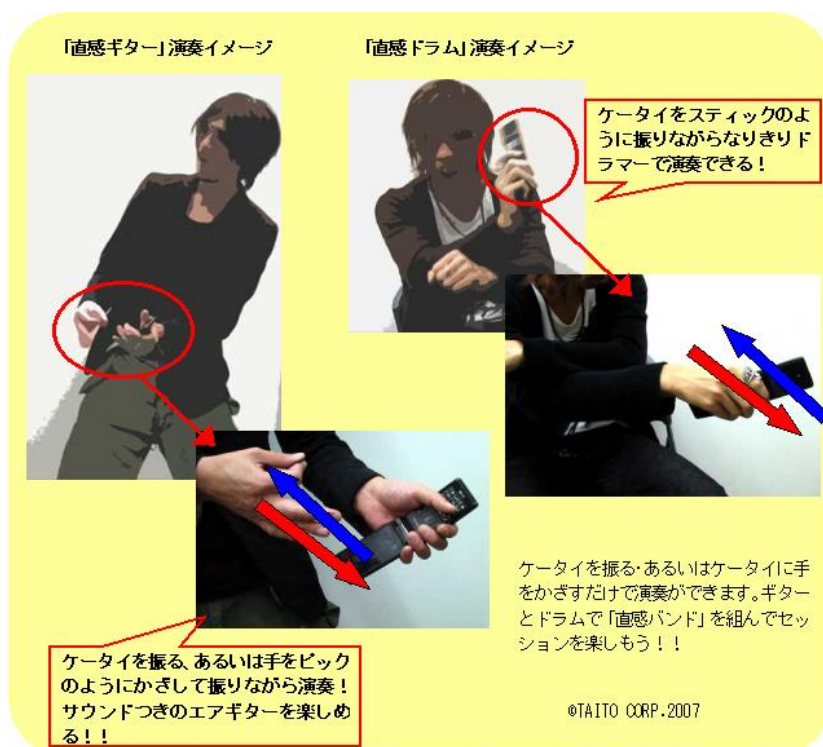 「直感ギター」演奏イメージ
「直感ドラム」演奏イメージ
ケータイをスティックのよ
うに振りながらなりきりド
ラマーで演奏できる！
ケータイを振る、あるいは手をピック
のようにかざして振りながら演奏！
サウンドつきのエアギターを楽しめ
る！！
ケータイを振る・あるいはケータイに手
をかざすだけで演奏ができます。ギター
とドラムで「直感バンド」を組んでセッ
ションを楽しもう！！
©TAITO CORP.2007